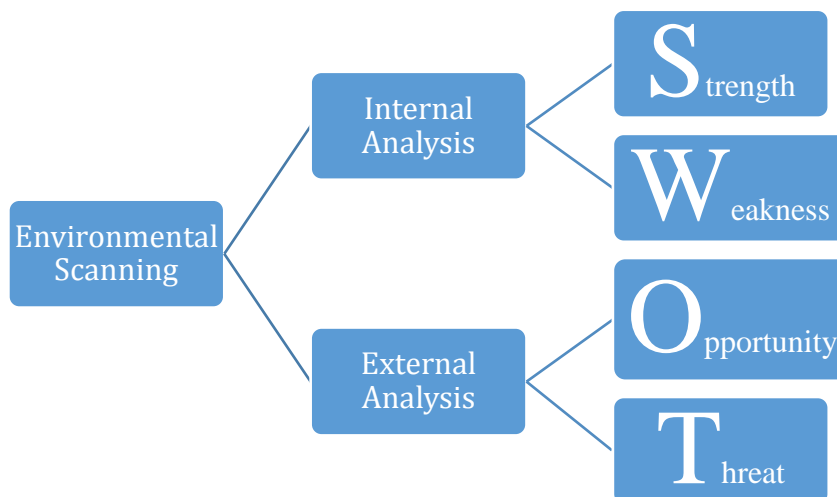 Environmental
Scanning
Internal
Analysis
External
Analysis
Strength
Weakness
Opportunity
Threat